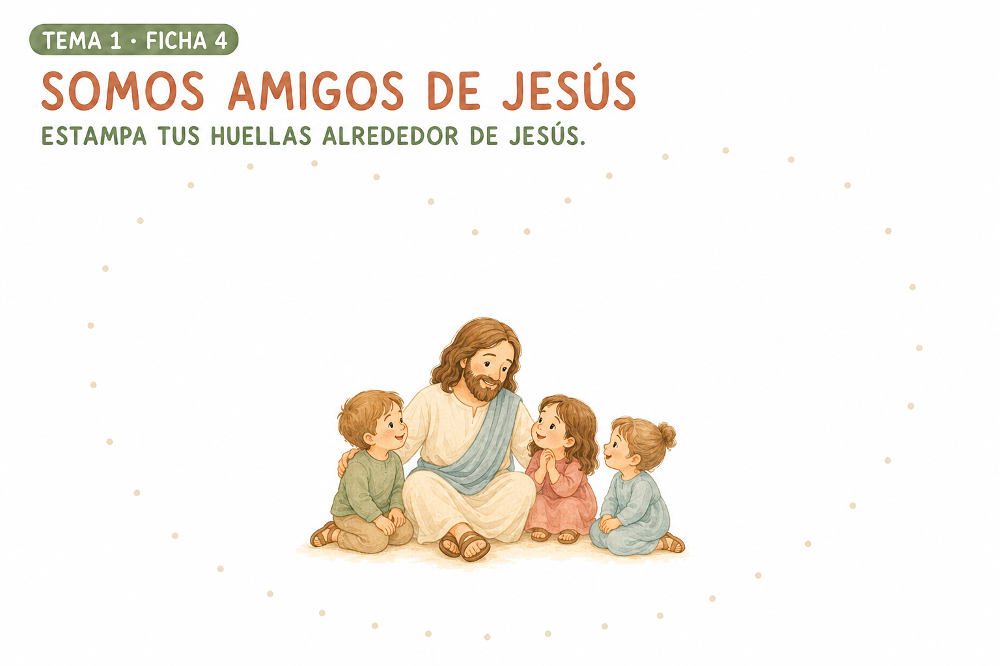 TEMA 1 • FICHA 4
SOMOS AMIGOS DE JESÚS
ESTAMPA TUS HUELLAS ALREDEDOR DE JESÚS.